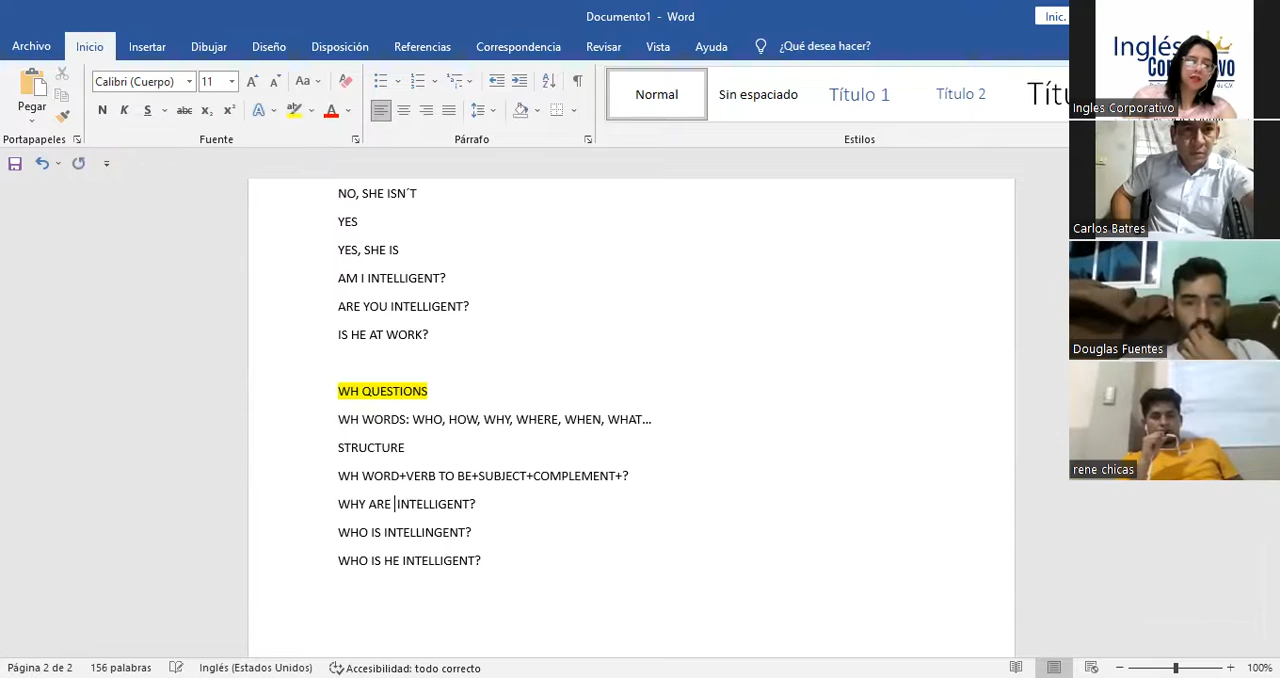 Documento1 - Word
Inic.
Archivo Inicio Insertar Dibujar Diseño Disposición Referencias Correspondencia Revisar Vista Ayuda ¿Qué desea hacer?
Pegar
Calibri (Cuerpo) 11
Normal Sin espaciado Título 1 Título 2
Portapapeles Fuente Párrafo Estilos
NO, SHE ISN´T
YES
YES, SHE IS
AM I INTELLIGENT?
ARE YOU INTELLIGENT?
IS HE AT WORK?
WH QUESTIONS
WH WORDS: WHO, HOW, WHY, WHERE, WHEN, WHAT...
STRUCTURE
WH WORD+VERB TO BE+SUBJECT+COMPLEMENT+?
WHY ARE INTELLIGENT?
WHO IS INTELLINGENT?
WHO IS HE INTELLIGENT?
Página 2 de 2 156 palabras Inglés (Estados Unidos) Accesibilidad: todo correcto 100%
Ingles Corporativo
Carlos Batres
Douglas Fuentes
rene chicas